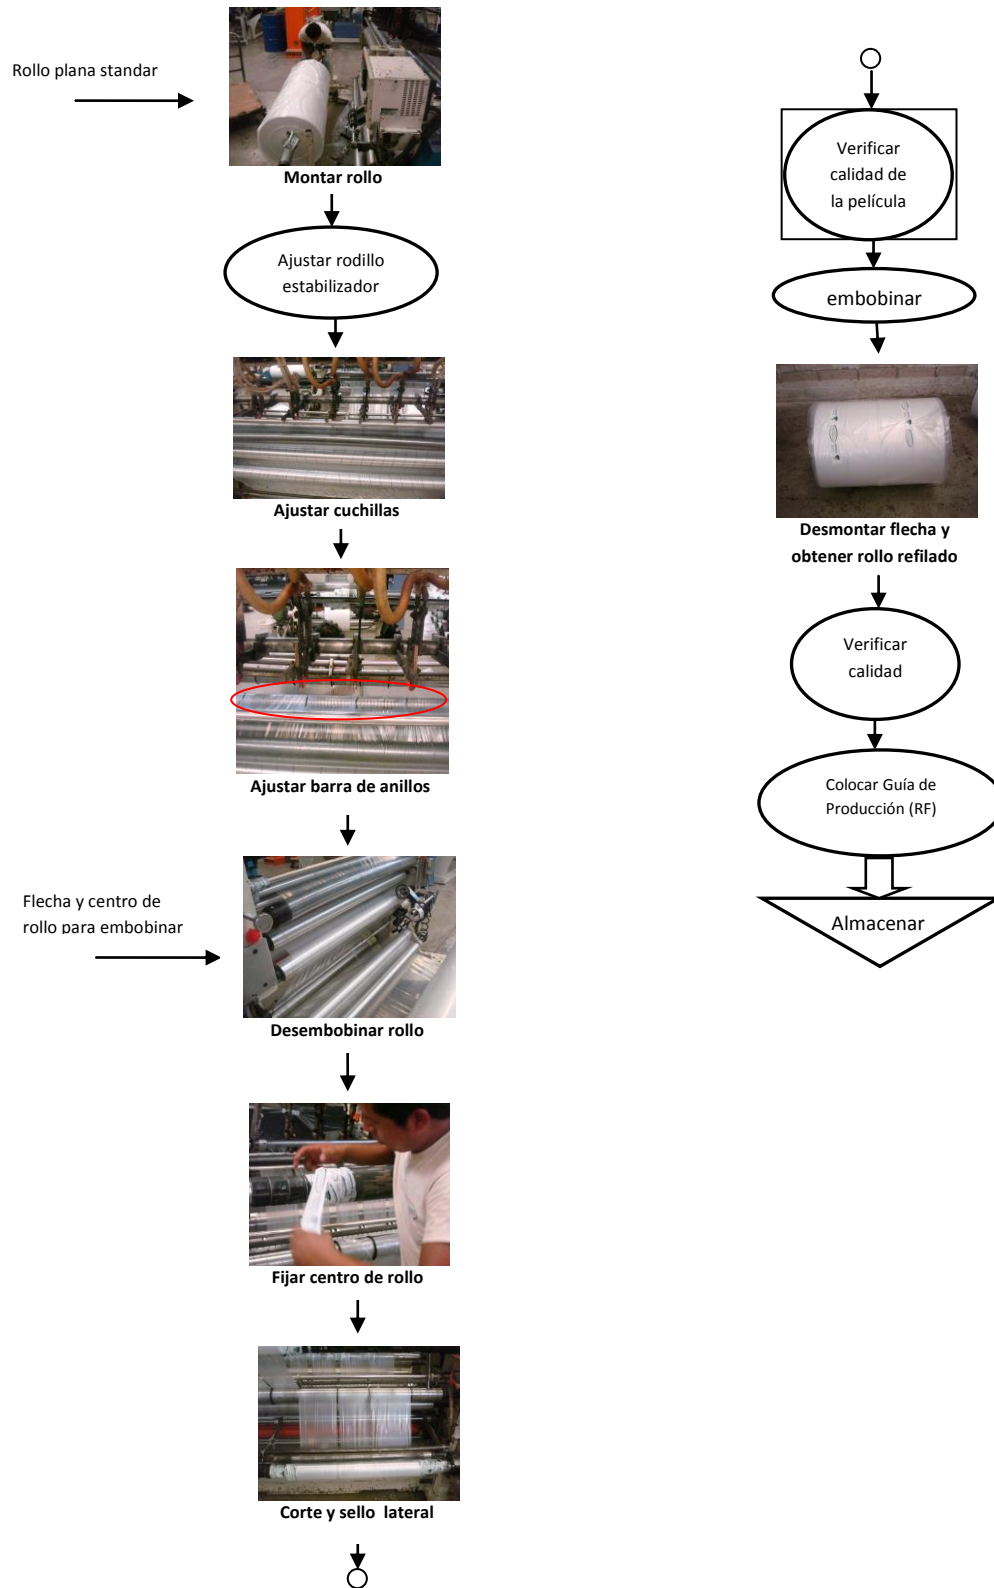 Rollo plana standar
Montar rollo
Ajustar rodillo
estabilizador
Ajustar cuchillas
Ajustar barra de anillos
Flecha y centro de
rollo para embobinar
Desembobinar rollo
Fijar centro de rollo
Corte y sello lateral
Verificar
calidad de
la película
embobinar
Desmontar flecha y
obtener rollo refilado
Verificar
calidad
Colocar Guía de
Producción (RF)
Almacenar